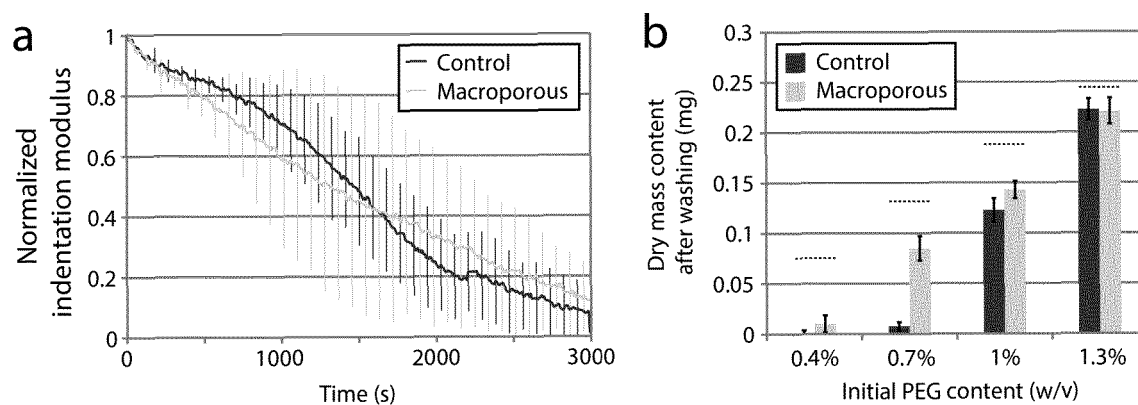 a
Normalized
indentation modulus
1
0.8
0.6
0.4
0.2
0
0
1000
2000
3000
Time (s)
Control
Macroporous
b
Dry mass content
after washing (mg)
0.3
0.25
0.2
0.15
0.1
0.05
0
0.4%
0.7%
1%
1.3%
Initial PEG content (w/v)
Control
Macroporous